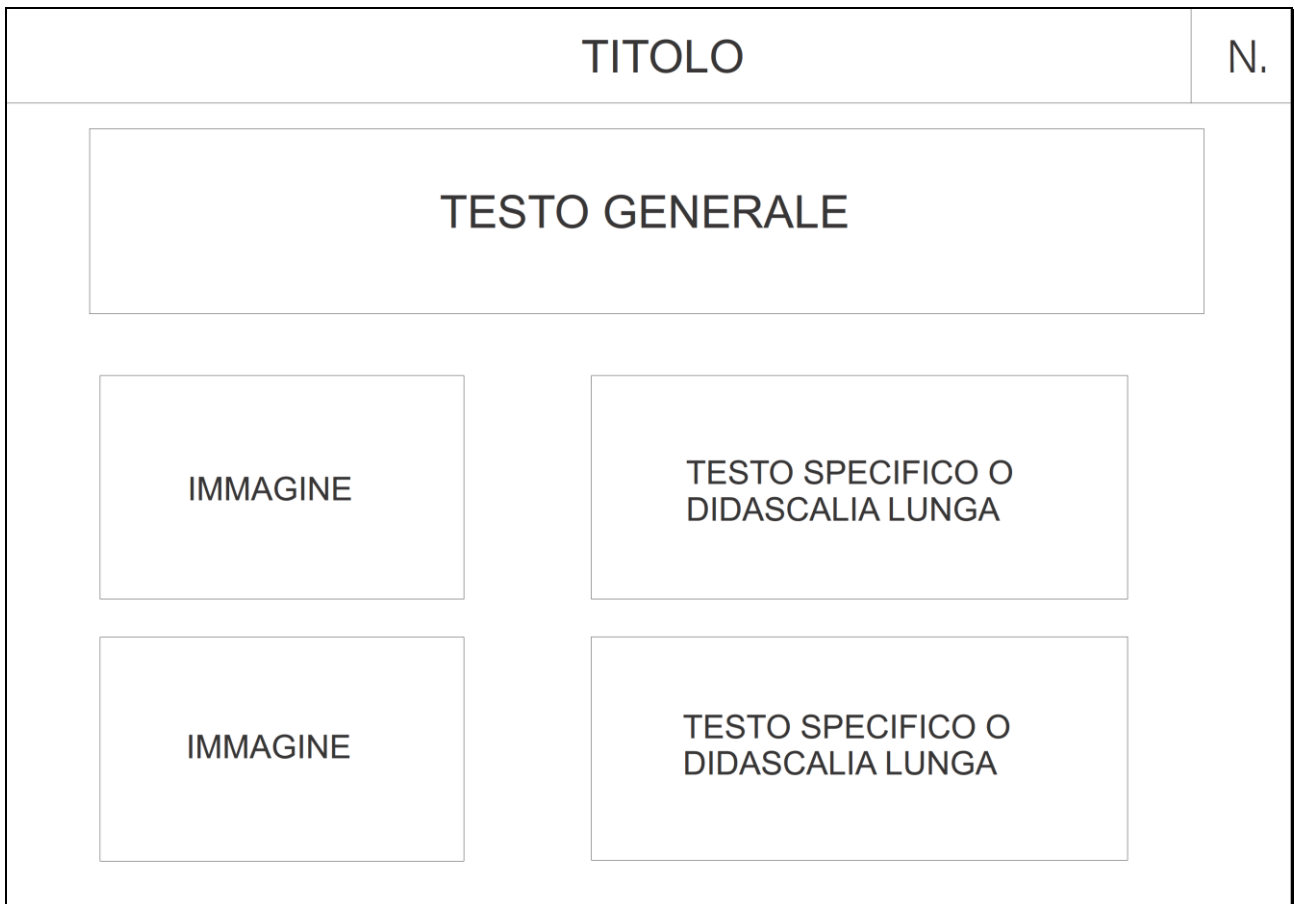 TITOLO
N.
TESTO GENERALE
IMMAGINE
TESTO SPECIFICO O
DIDASCALIA LUNGA
IMMAGINE
TESTO SPECIFICO O
DIDASCALIA LUNGA